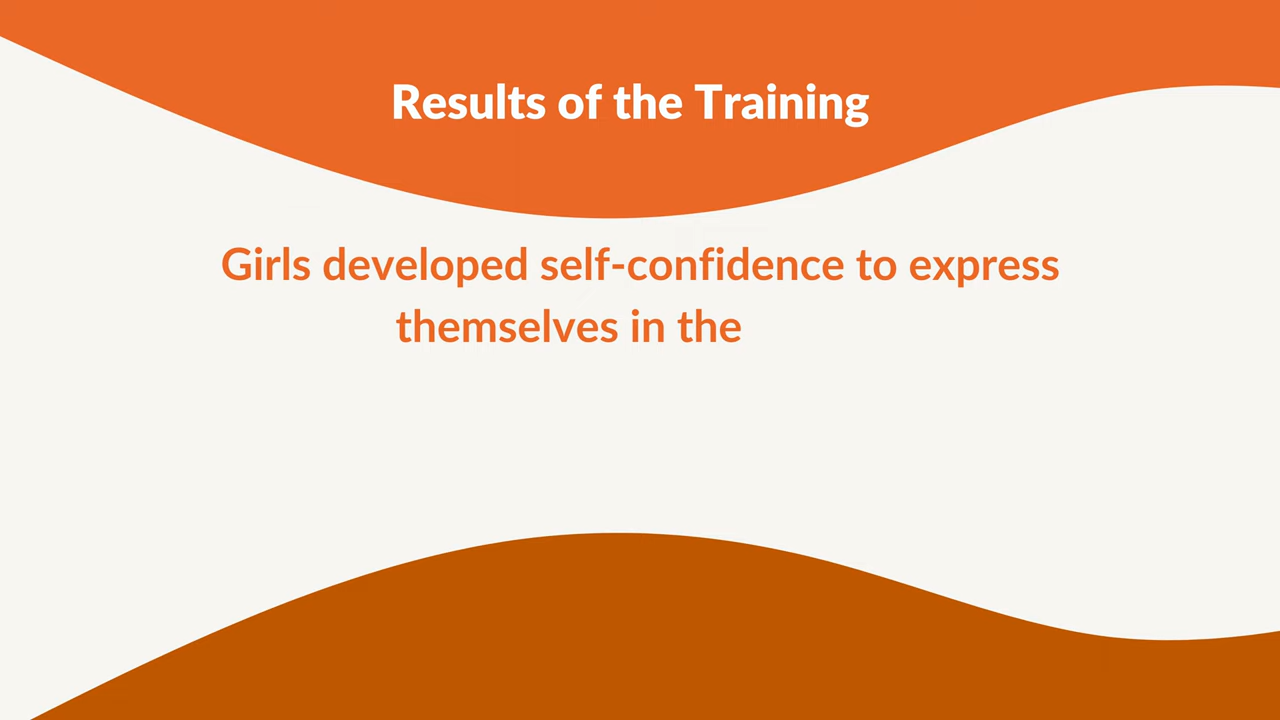 Results of the Training
Girls developed self-confidence to express
themselves in the